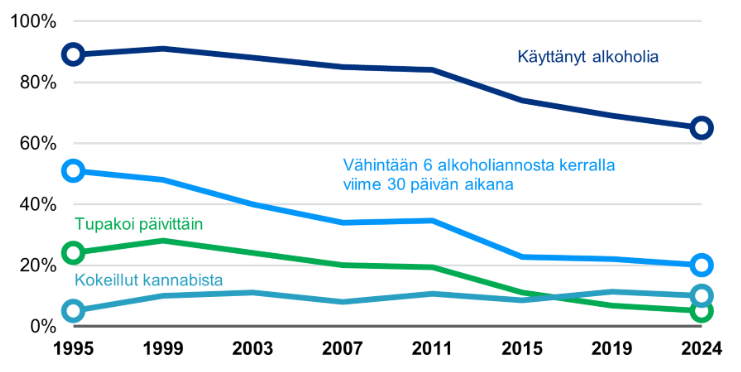 100%
Käyttänyt alkoholia
80%
60%
Vähintään 6 alkoholiannosta kerralla
viime 30 päivän aikana
40%
Tupakoi päivittäin
20%
Kokeillut kannabista
0%
1995 1999 2003 2007 2011 2015 2019 2024